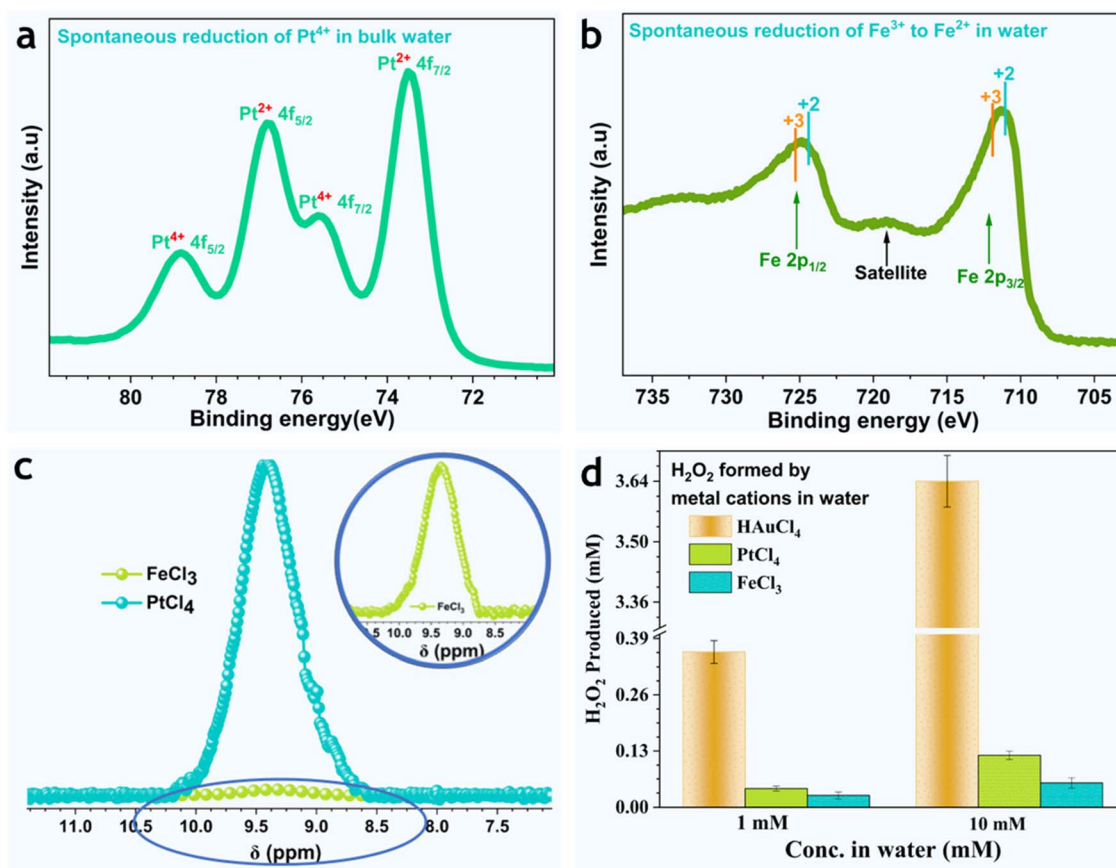 a
Spontaneous reduction of Pt⁴⁺ in bulk water
Pt²⁺ 4f₇/₂
Pt²⁺ 4f₅/₂
Pt⁴⁺ 4f₇/₂
Pt⁴⁺ 4f₅/₂
Intensity (a.u)
80 78 76 74 72
Binding energy(eV)
b
Spontaneous reduction of Fe³⁺ to Fe²⁺ in water
+3 +2
+3 +2
Fe 2p₁/₂
Satellite
Fe 2p₃/₂
Intensity (a.u)
735 730 725 720 715 710 705
Binding energy (eV)
c
FeCl₃
PtCl₄
FeCl₃
10.0 9.5 9.0 8.5
δ (ppm)
11.0 10.5 10.0 9.5 9.0 8.5 8.0 7.5
δ (ppm)
d
H₂O₂ formed by
metal cations in water
HAuCl₄
PtCl₄
FeCl₃
H₂O₂ Produced (mM)
3.64
3.50
3.36
0.39
0.26
0.13
0.00
1 mM 10 mM
Conc. in water (mM)